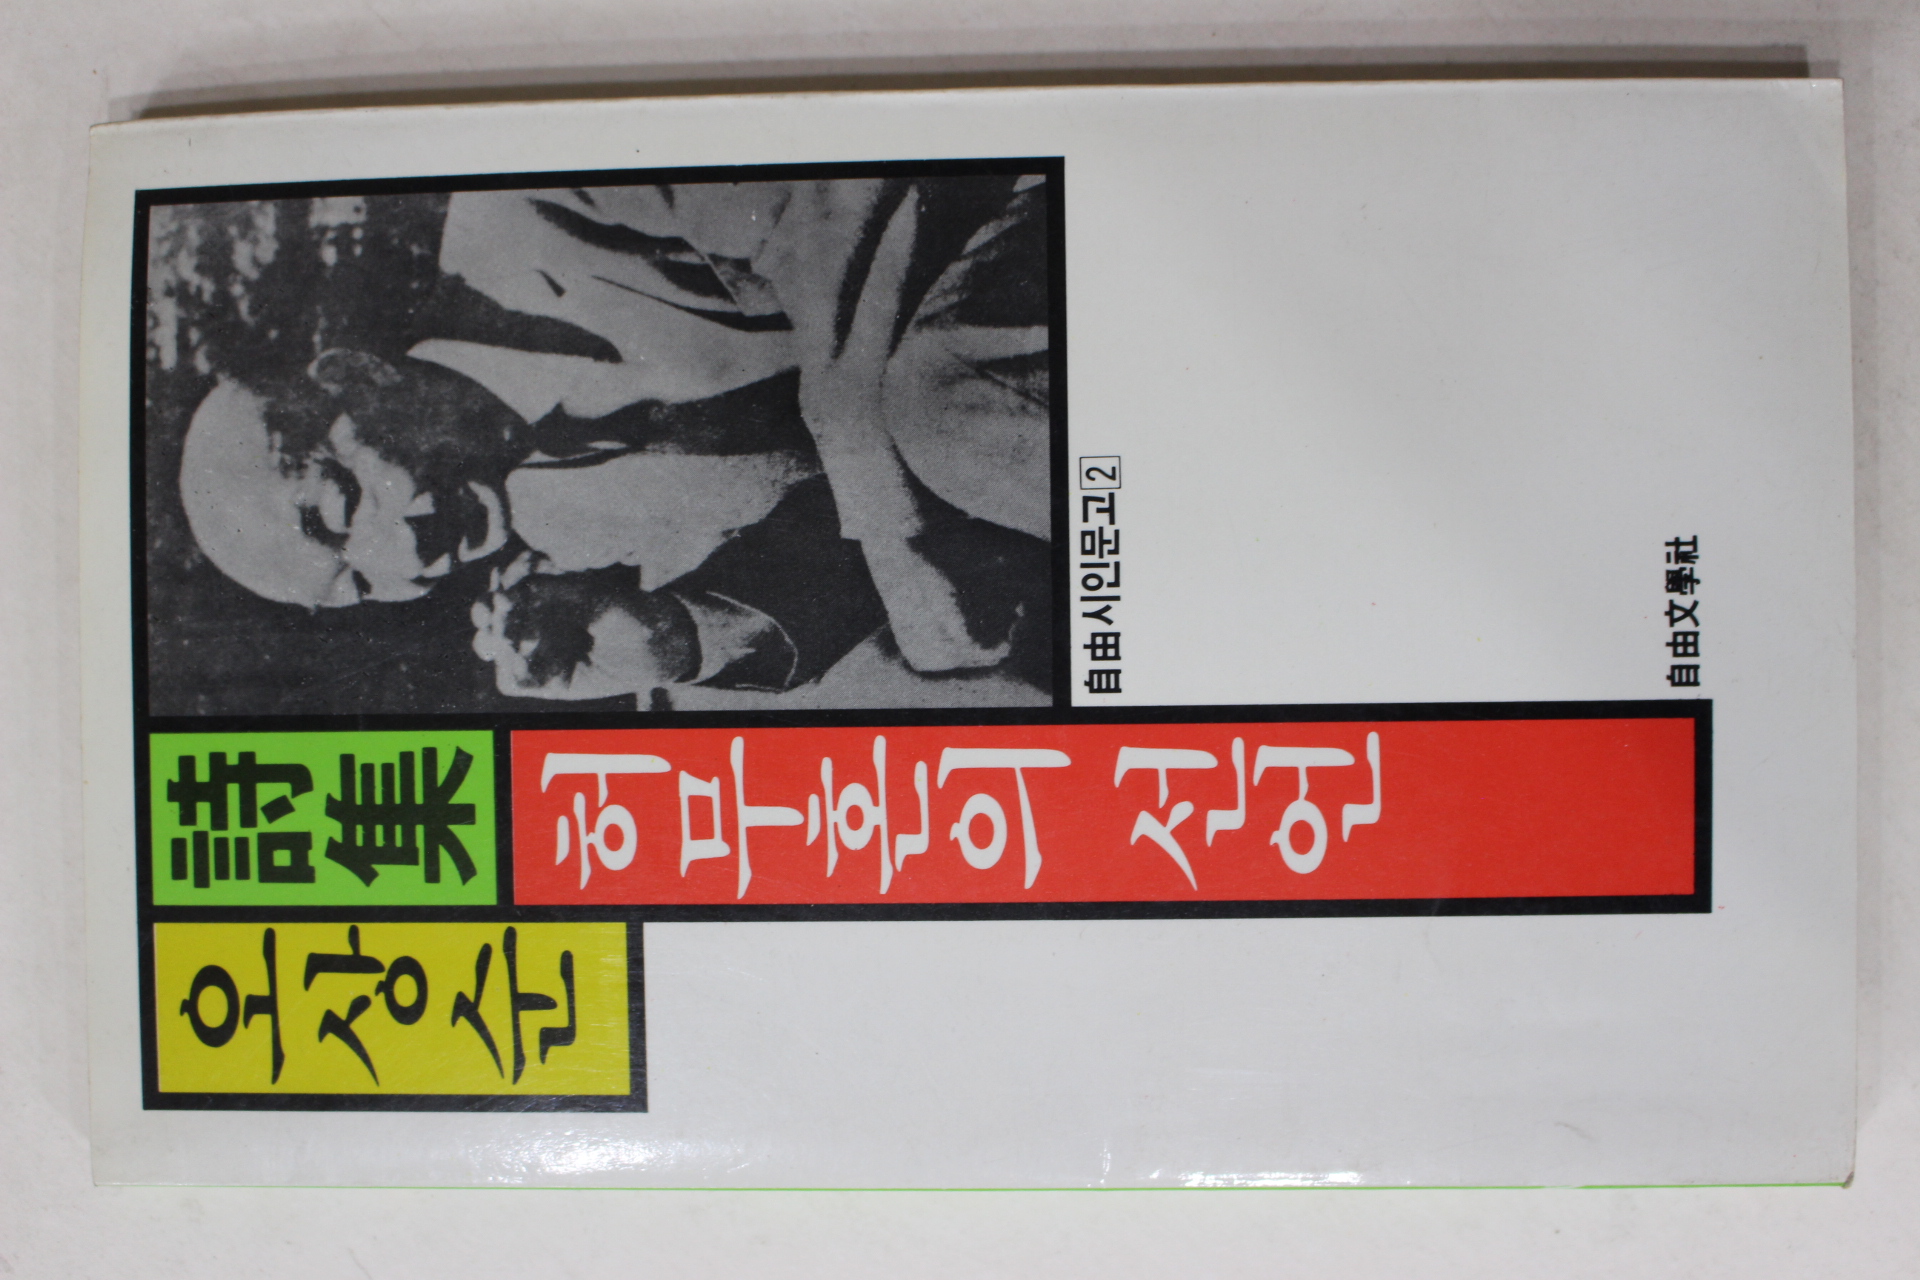 오상순
詩集
허무혼의 선언
自由시인문고 2
自由文學社